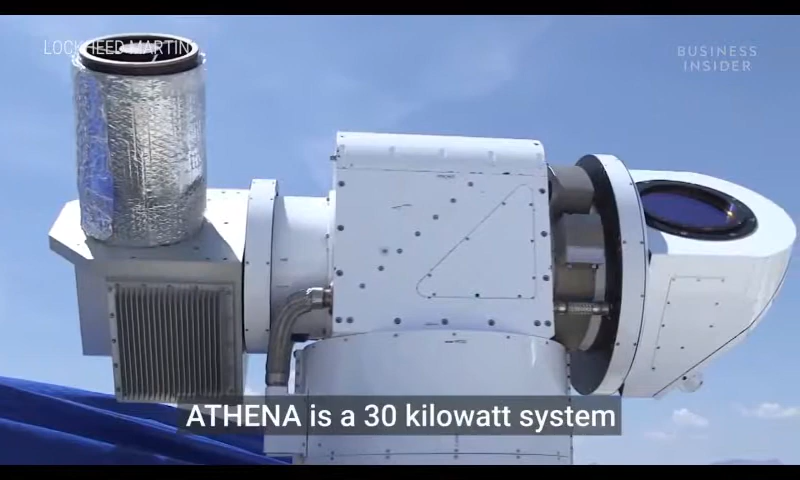 LOCKHEED MARTIN
BUSINESS
INSIDER
ATHENA is a 30 kilowatt system